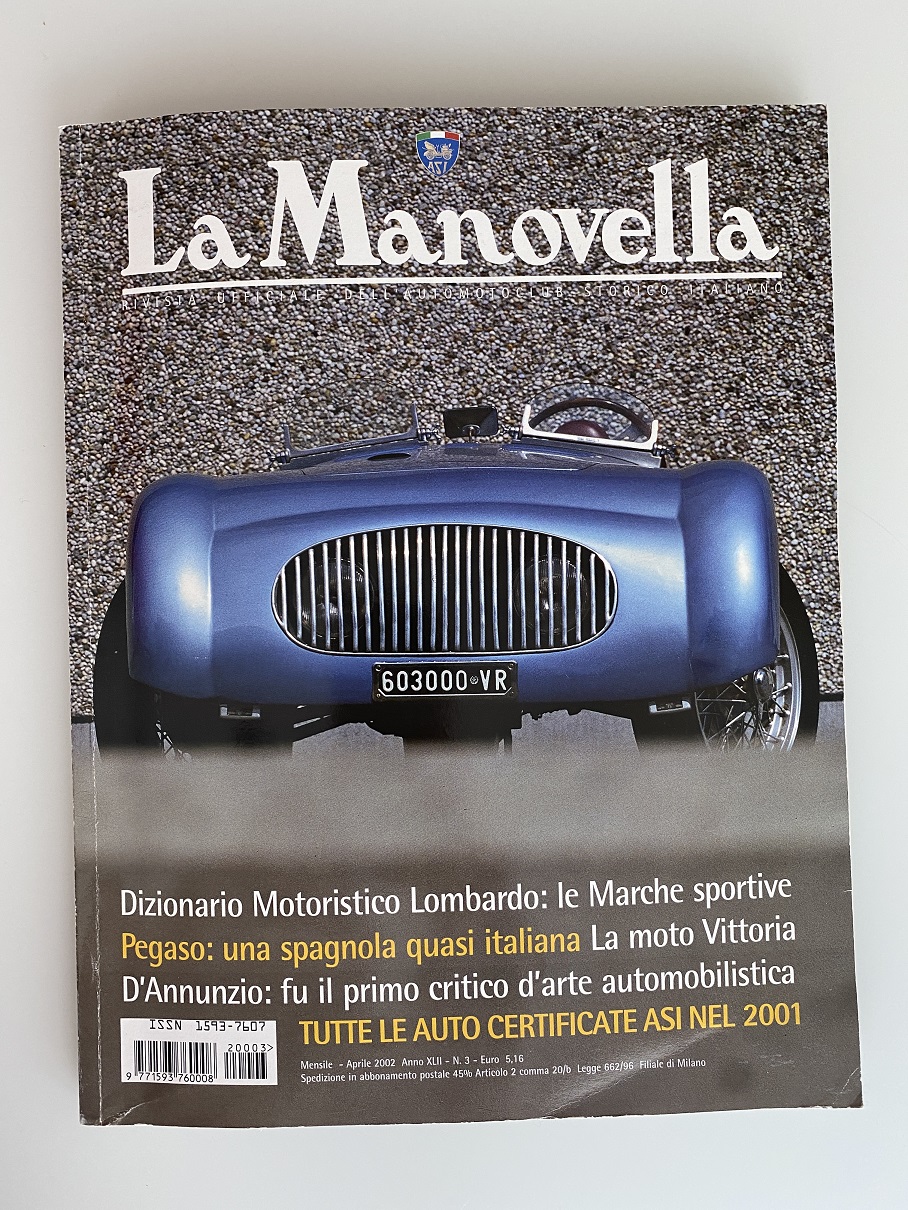 ASI
La Manovella
RIVISTA UFFICIALE DELL'AUTOMOTOCLUB STORICO ITALIANO
603000 VR
Dizionario Motoristico Lombardo: le Marche sportive
Pegaso: una spagnola quasi italiana La moto Vittoria
D'Annunzio: fu il primo critico d'arte automobilistica
TUTTE LE AUTO CERTIFICATE ASI NEL 2001
ISSN 1593-7607
20003>
9 771593 760008
Mensile - Aprile 2002 Anno XLII - N. 3 - Euro 5,16
Spedizione in abbonamento postale 45% Articolo 2 comma 20/b Legge 662/96 Filiale di Milano